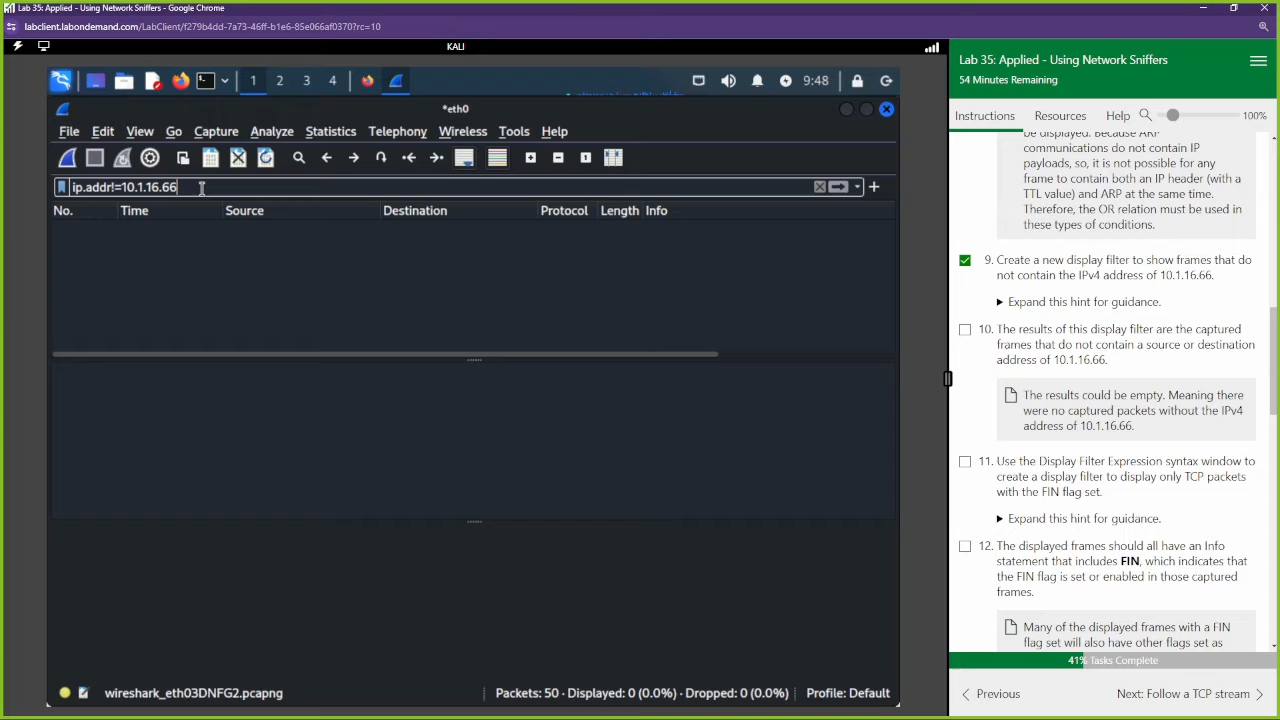 Lab 35: Applied - Using Network Sniffers - Google Chrome
labclient.labondemand.com/LabClient/f279b4dd-7a73-46ff-b1e6-85e066af0370?rc=10
KALI
1 2 3 4
9:48
*eth0
File Edit View Go Capture Analyze Statistics Telephony Wireless Tools Help
ip.addr!=10.1.16.66
No. Time Source Destination Protocol Length Info
wireshark_eth03DNFG2.pcapng
Packets: 50 · Displayed: 0 (0.0%) · Dropped: 0 (0.0%)
Profile: Default
Lab 35: Applied - Using Network Sniffers
54 Minutes Remaining
Instructions Resources Help 100%
be displayed. Because ARP
communications do not contain IP
payloads, so, it is not possible for any
frame to contain both an IP header (with a
TTL value) and ARP at the same time.
Therefore, the OR relation must be used in
these types of conditions.
9. Create a new display filter to show frames that do
not contain the IPv4 address of 10.1.16.66.
Expand this hint for guidance.
10. The results of this display filter are the captured
frames that do not contain a source or destination
address of 10.1.16.66.
The results could be empty. Meaning there
were no captured packets without the IPv4
address of 10.1.16.66.
11. Use the Display Filter Expression syntax window to
create a display filter to display only TCP packets
with the FIN flag set.
Expand this hint for guidance.
12. The displayed frames should all have an Info
statement that includes FIN, which indicates that
the FIN flag is set or enabled in those captured
frames.
Many of the displayed frames with a FIN
flag set will also have other flags set as
41% Tasks Complete
Previous
Next: Follow a TCP stream